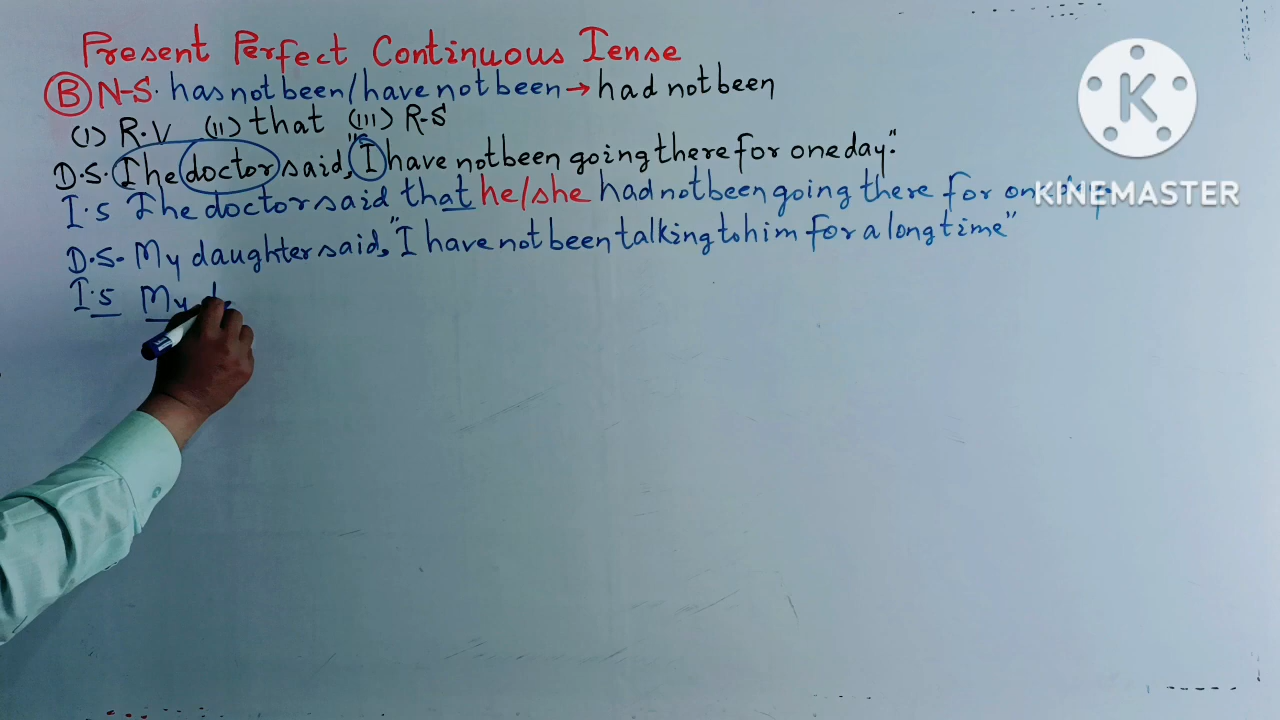 Present Perfect Continuous Tense
(B) N-S. has not been/have not been → had not been
(I) R.V (II) that (III) R-S
D.S. The doctor said, "I have not been going there for one day."
I.S The doctor said that he/she had not been going there for
D.S. My daughter said, "I have not been talking to him for a long time"
I.S My
KINEMASTER